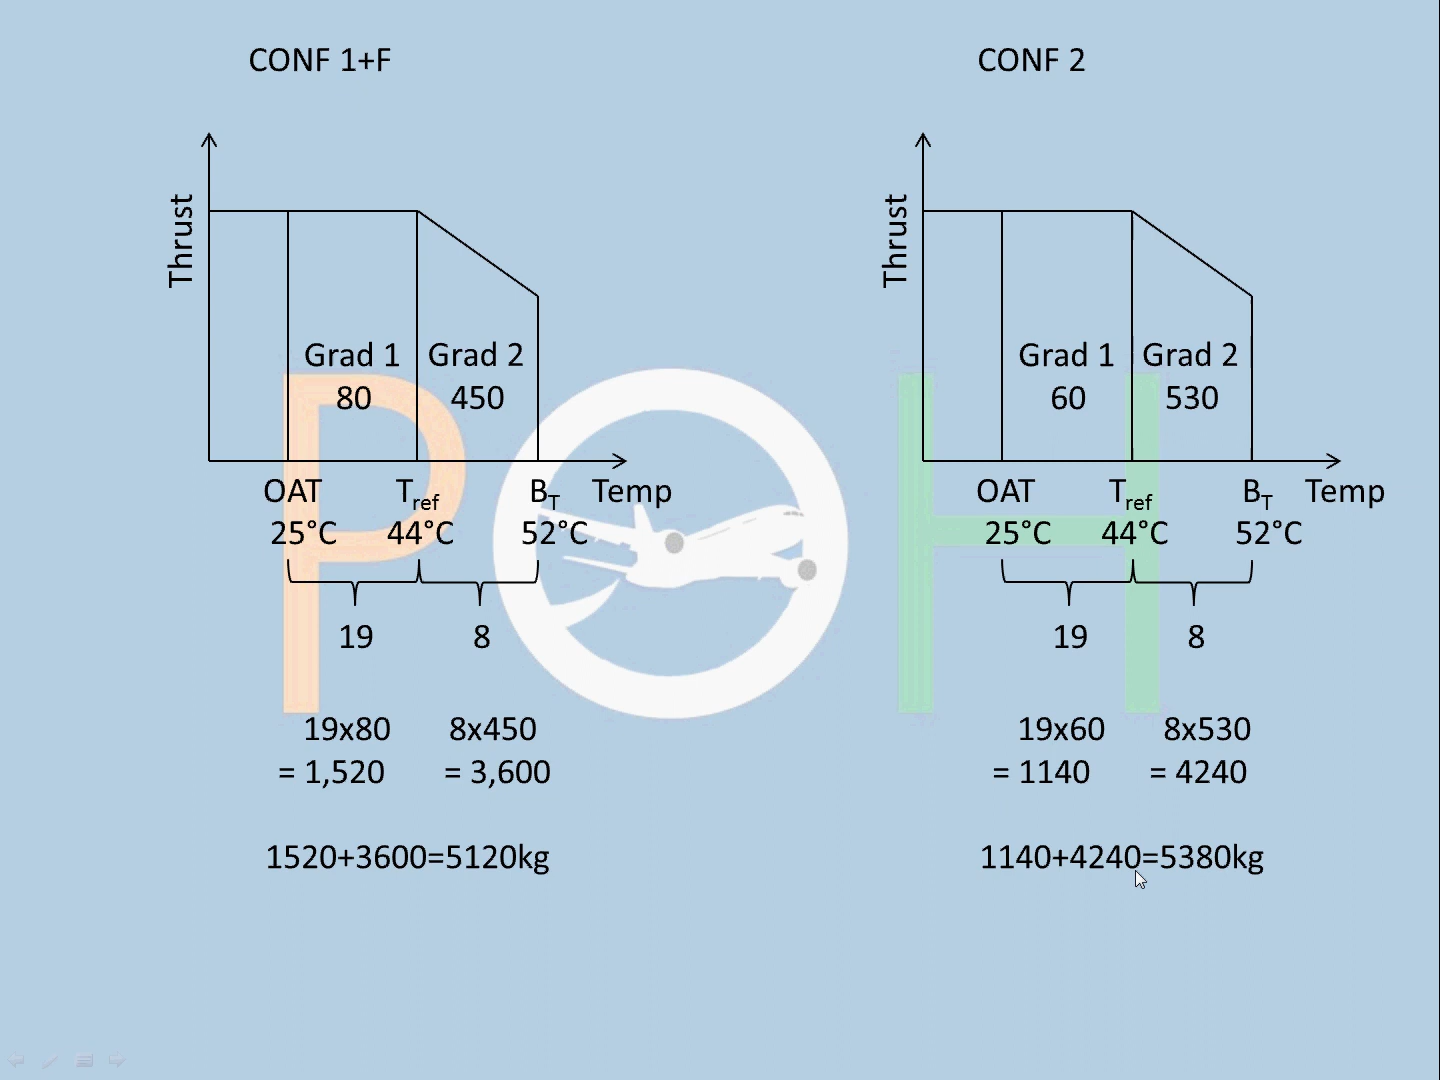 CONF 1+F
CONF 2
Thrust
Grad 1 Grad 2
80 450
OAT Tref BT Temp
25°C 44°C 52°C
19 8
19x80 8x450
= 1,520 = 3,600
1520+3600=5120kg
Thrust
Grad 1 Grad 2
60 530
OAT Tref BT Temp
25°C 44°C 52°C
19 8
19x60 8x530
= 1140 = 4240
1140+4240=5380kg
P O H